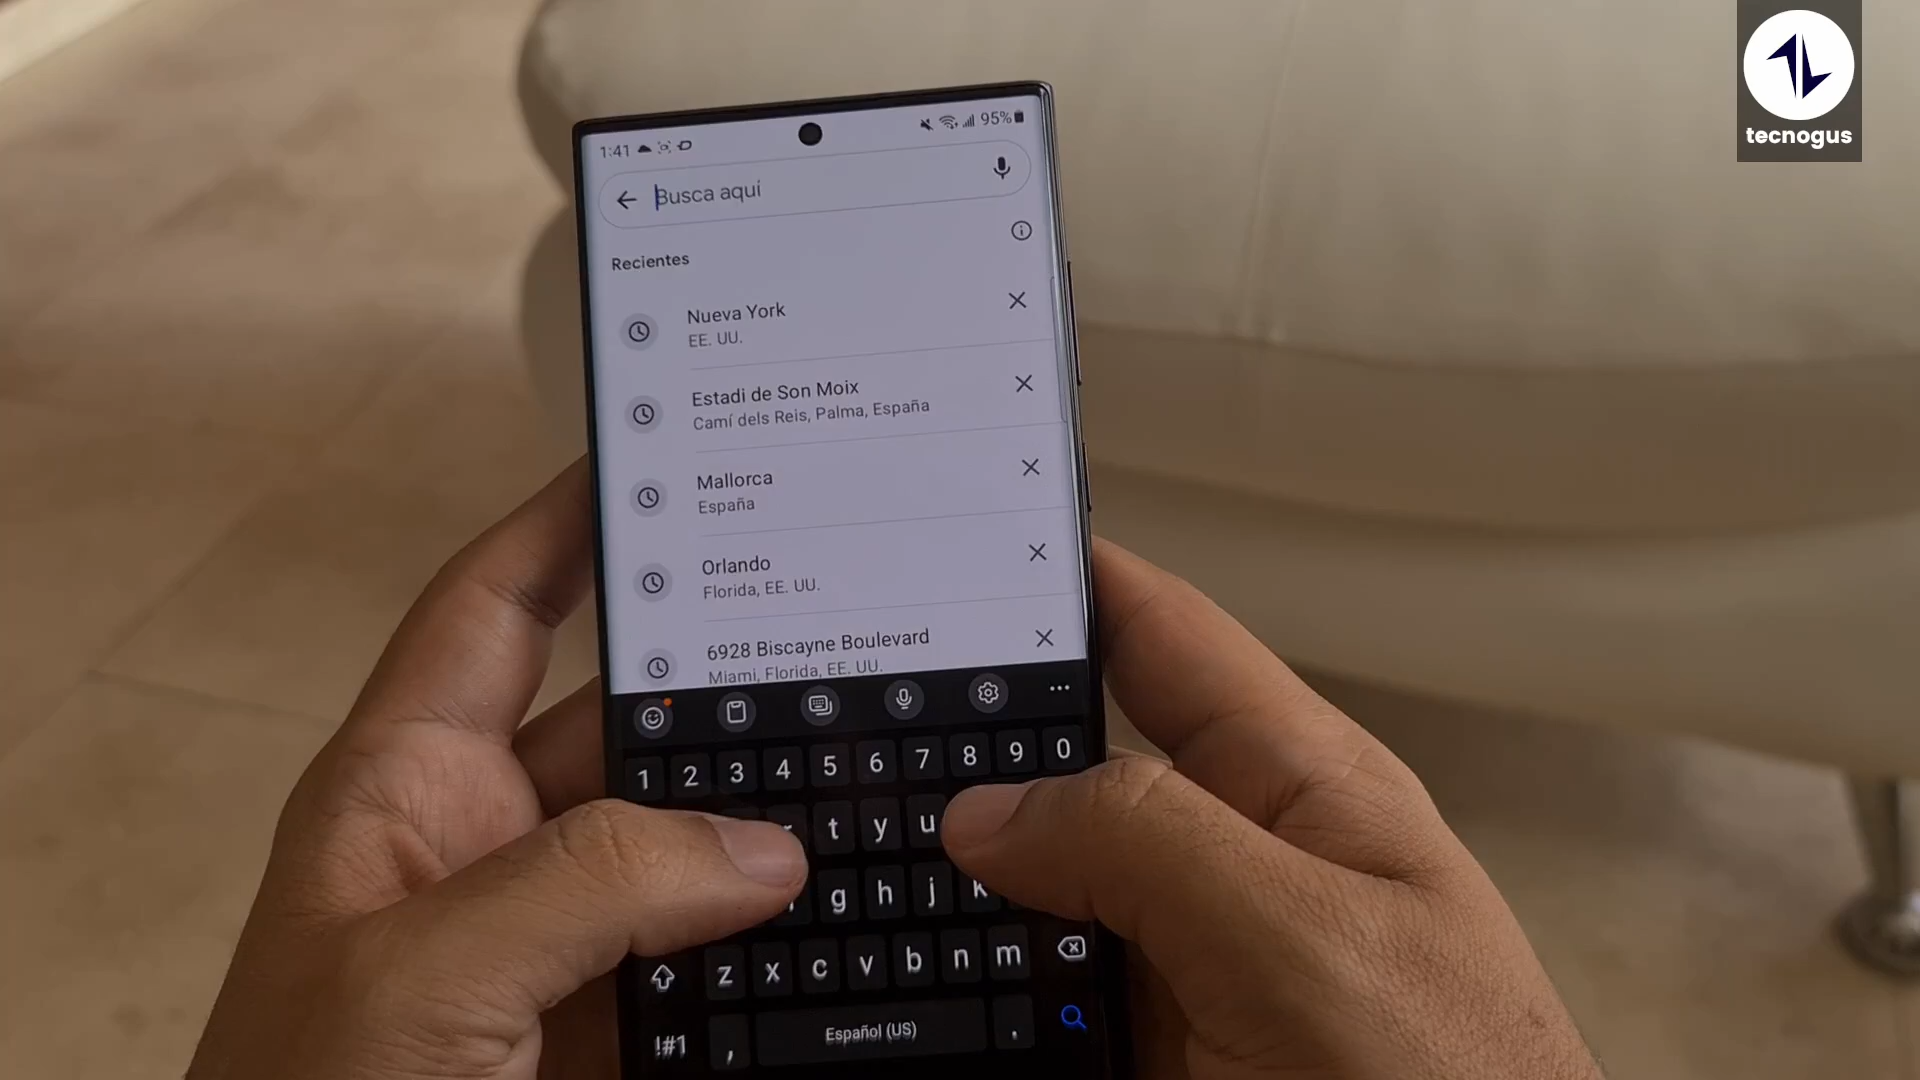 tecnogus
1:41
95%
Busca aquí
Recientes
Nueva York
EE. UU.
Estadi de Son Moix
Camí dels Reis, Palma, España
Mallorca
España
Orlando
Florida, EE. UU.
6928 Biscayne Boulevard
Miami, Florida, EE. UU.
1 2 3 4 5 6 7 8 9 0
t y u
g h j k
z x c v b n m
!#1 , Español (US) .